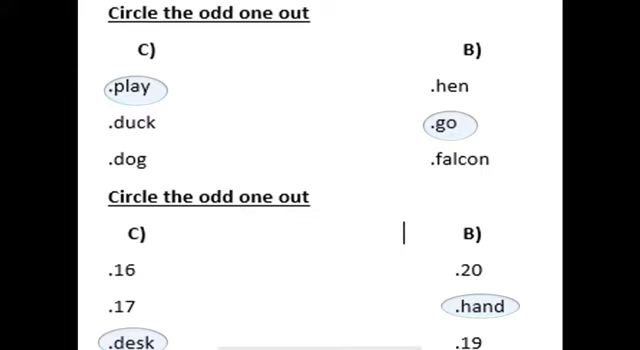 Circle the odd one out
C) B)
.play .hen
.duck .go
.dog .falcon
Circle the odd one out
C) B)
.16 .20
.17 .hand
.desk .19